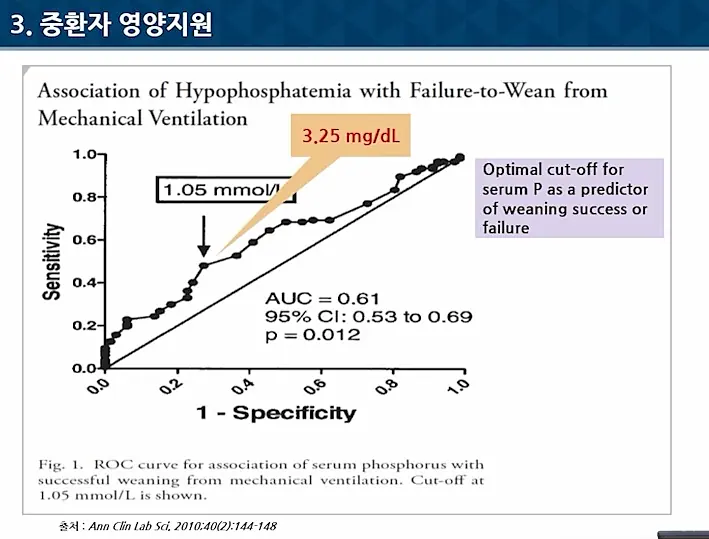 3. 중환자 영양지원
Association of Hypophosphatemia with Failure-to-Wean from
Mechanical Ventilation
3.25 mg/dL
1.05 mmol/L
Optimal cut-off for
serum P as a predictor
of weaning success or
failure
Sensitivity
1.0
0.8
0.6
0.4
0.2
0.0
AUC = 0.61
95% CI: 0.53 to 0.69
p = 0.012
0.0 0.2 0.4 0.6 0.8 1.0
1 - Specificity
Fig. 1. ROC curve for association of serum phosphorus with
successful weaning from mechanical ventilation. Cut-off at
1.05 mmol/L is shown.
출처 : Ann Clin Lab Sci. 2010;40(2):144-148